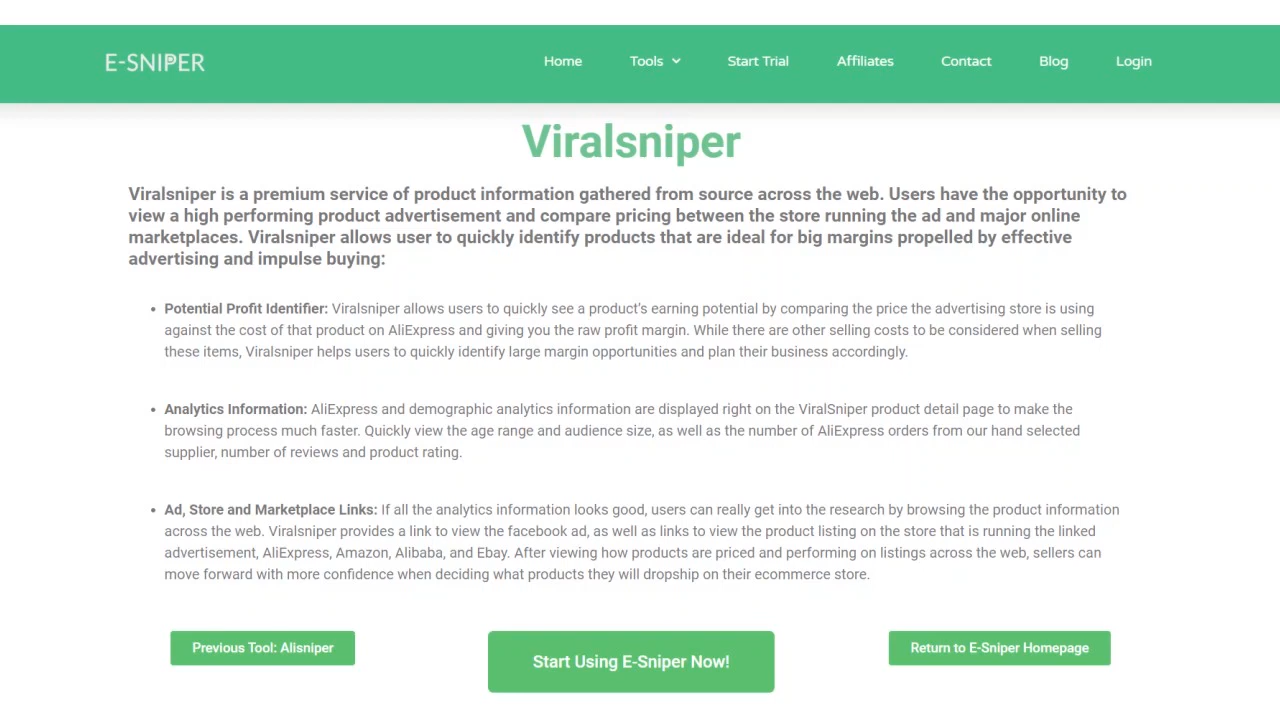 E-SNIPER
Home Tools Start Trial Affiliates Contact Blog Login
Viralsniper
Viralsniper is a premium service of product information gathered from source across the web. Users have the opportunity to
view a high performing product advertisement and compare pricing between the store running the ad and major online
marketplaces. Viralsniper allows user to quickly identify products that are ideal for big margins propelled by effective
advertising and impulse buying:
• Potential Profit Identifier: Viralsniper allows users to quickly see a product's earning potential by comparing the price the advertising store is using
against the cost of that product on AliExpress and giving you the raw profit margin. While there are other selling costs to be considered when selling
these items, Viralsniper helps users to quickly identify large margin opportunities and plan their business accordingly.
• Analytics Information: AliExpress and demographic analytics information are displayed right on the ViralSniper product detail page to make the
browsing process much faster. Quickly view the age range and audience size, as well as the number of AliExpress orders from our hand selected
supplier, number of reviews and product rating.
• Ad, Store and Marketplace Links: If all the analytics information looks good, users can really get into the research by browsing the product information
across the web. Viralsniper provides a link to view the facebook ad, as well as links to view the product listing on the store that is running the linked
advertisement, AliExpress, Amazon, Alibaba, and Ebay. After viewing how products are priced and performing on listings across the web, sellers can
move forward with more confidence when deciding what products they will dropship on their ecommerce store.
Previous Tool: Alisniper
Start Using E-Sniper Now!
Return to E-Sniper Homepage